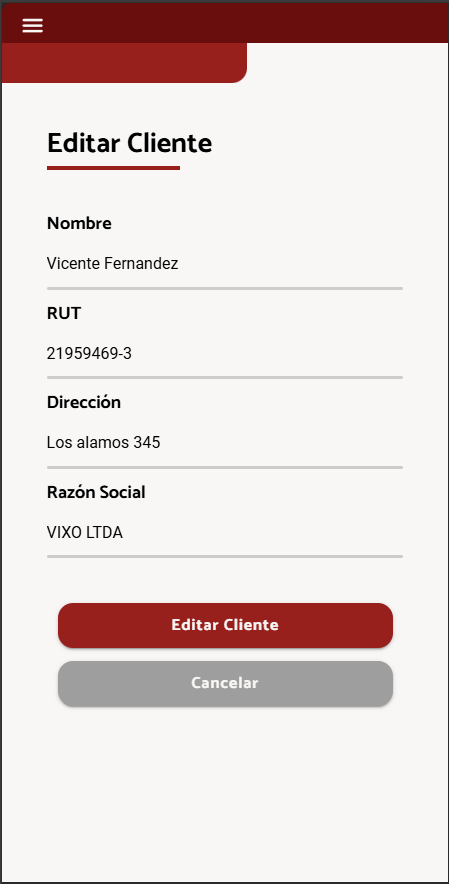 Editar Cliente
Nombre
Vicente Fernandez
RUT
21959469-3
Dirección
Los alamos 345
Razón Social
VIXO LTDA
Editar Cliente
Cancelar